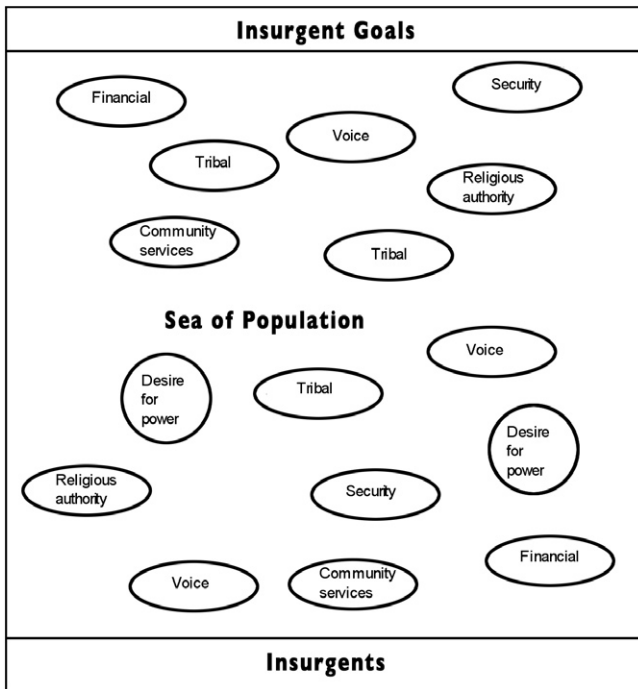 Insurgent Goals
Financial
Security
Voice
Tribal
Religious
authority
Community
services
Tribal
Sea of Population
Voice
Desire
for
power
Tribal
Desire
for
power
Religious
authority
Security
Financial
Voice
Community
services
Insurgents